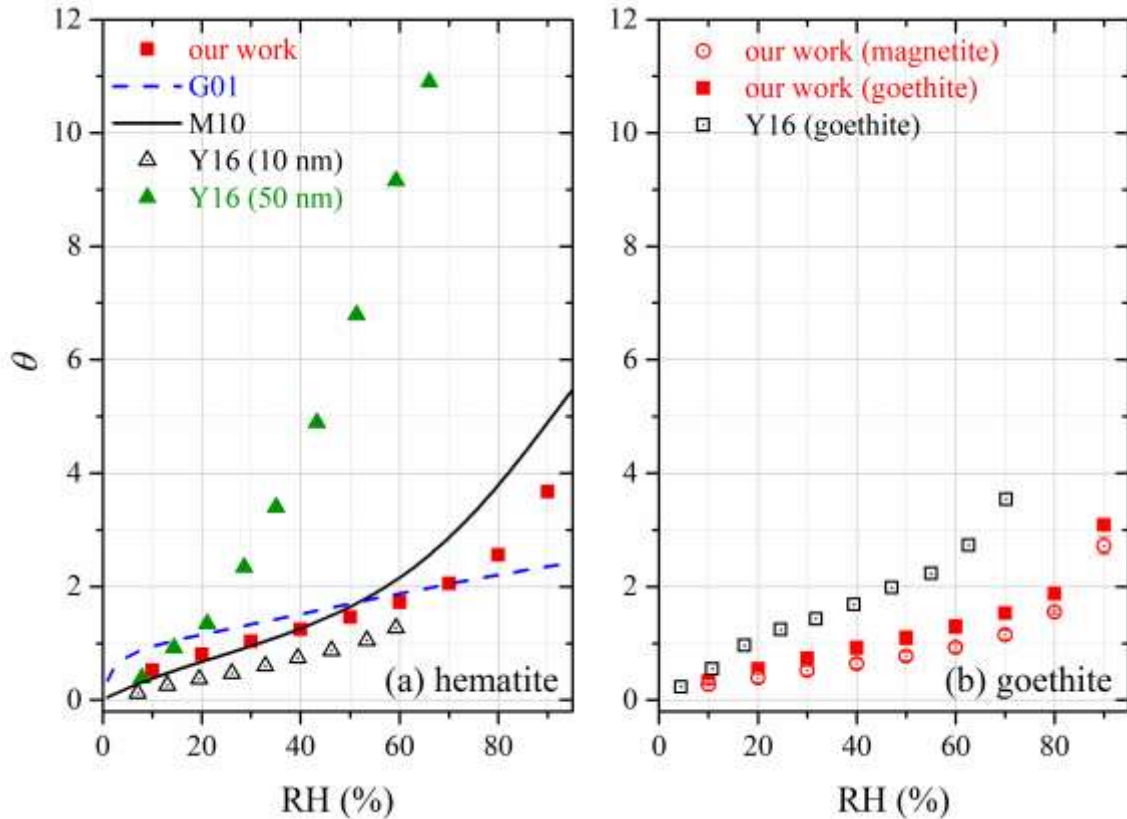 12
10
8
6
4
2
0
θ
our work
G01
M10
Y16 (10 nm)
Y16 (50 nm)
(a) hematite
0 20 40 60 80
RH (%)
12
10
8
6
4
2
0
our work (magnetite)
our work (goethite)
Y16 (goethite)
(b) goethite
0 20 40 60 80
RH (%)